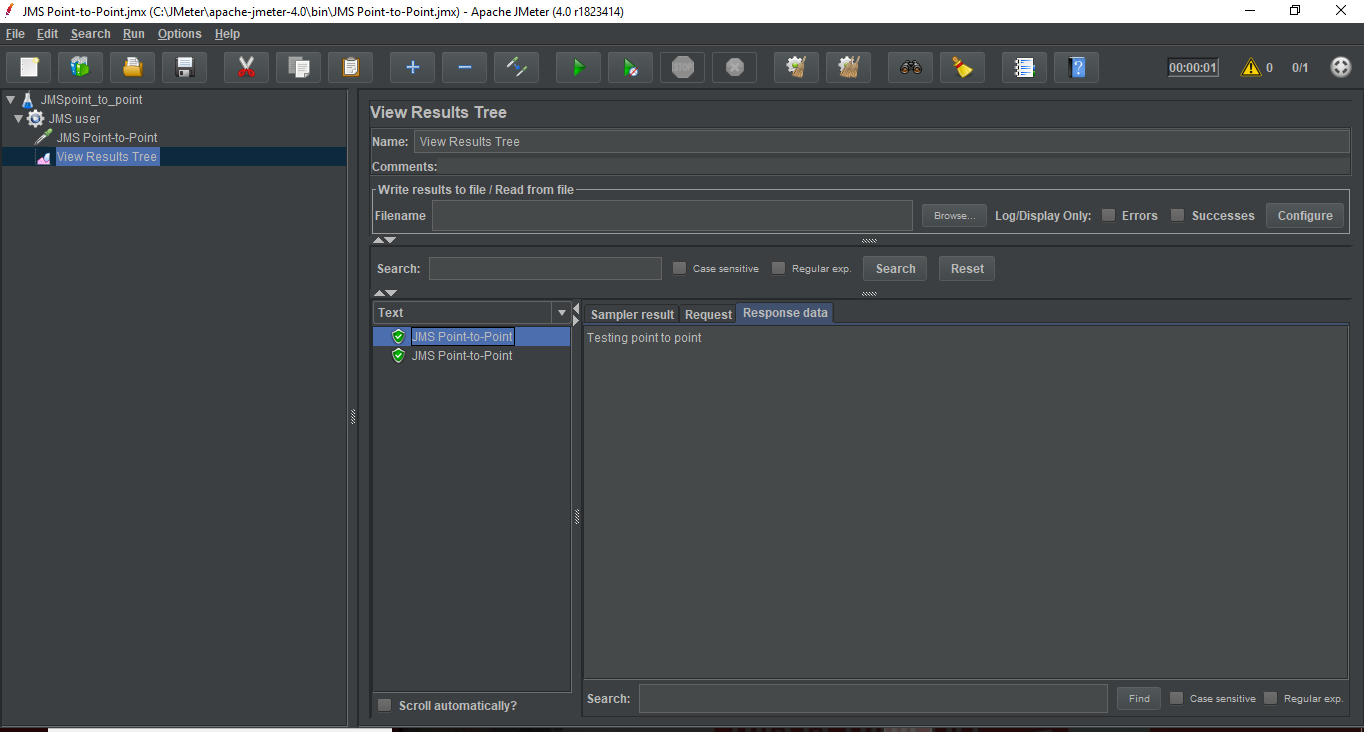 JMS Point-to-Point.jmx (C:\JMeter\apache-jmeter-4.0\bin\JMS Point-to-Point.jmx) - Apache JMeter (4.0 r1823414)
File Edit Search Run Options Help
STOP
00:00:01 0 0/1
JMSpoint_to_point
JMS user
JMS Point-to-Point
View Results Tree
View Results Tree
Name: View Results Tree
Comments:
Write results to file / Read from file
Filename Browse... Log/Display Only: Errors Successes Configure
Search: Case sensitive Regular exp. Search Reset
Text
JMS Point-to-Point
JMS Point-to-Point
Scroll automatically?
Sampler result Request Response data
Testing point to point
Search: Find Case sensitive Regular exp.